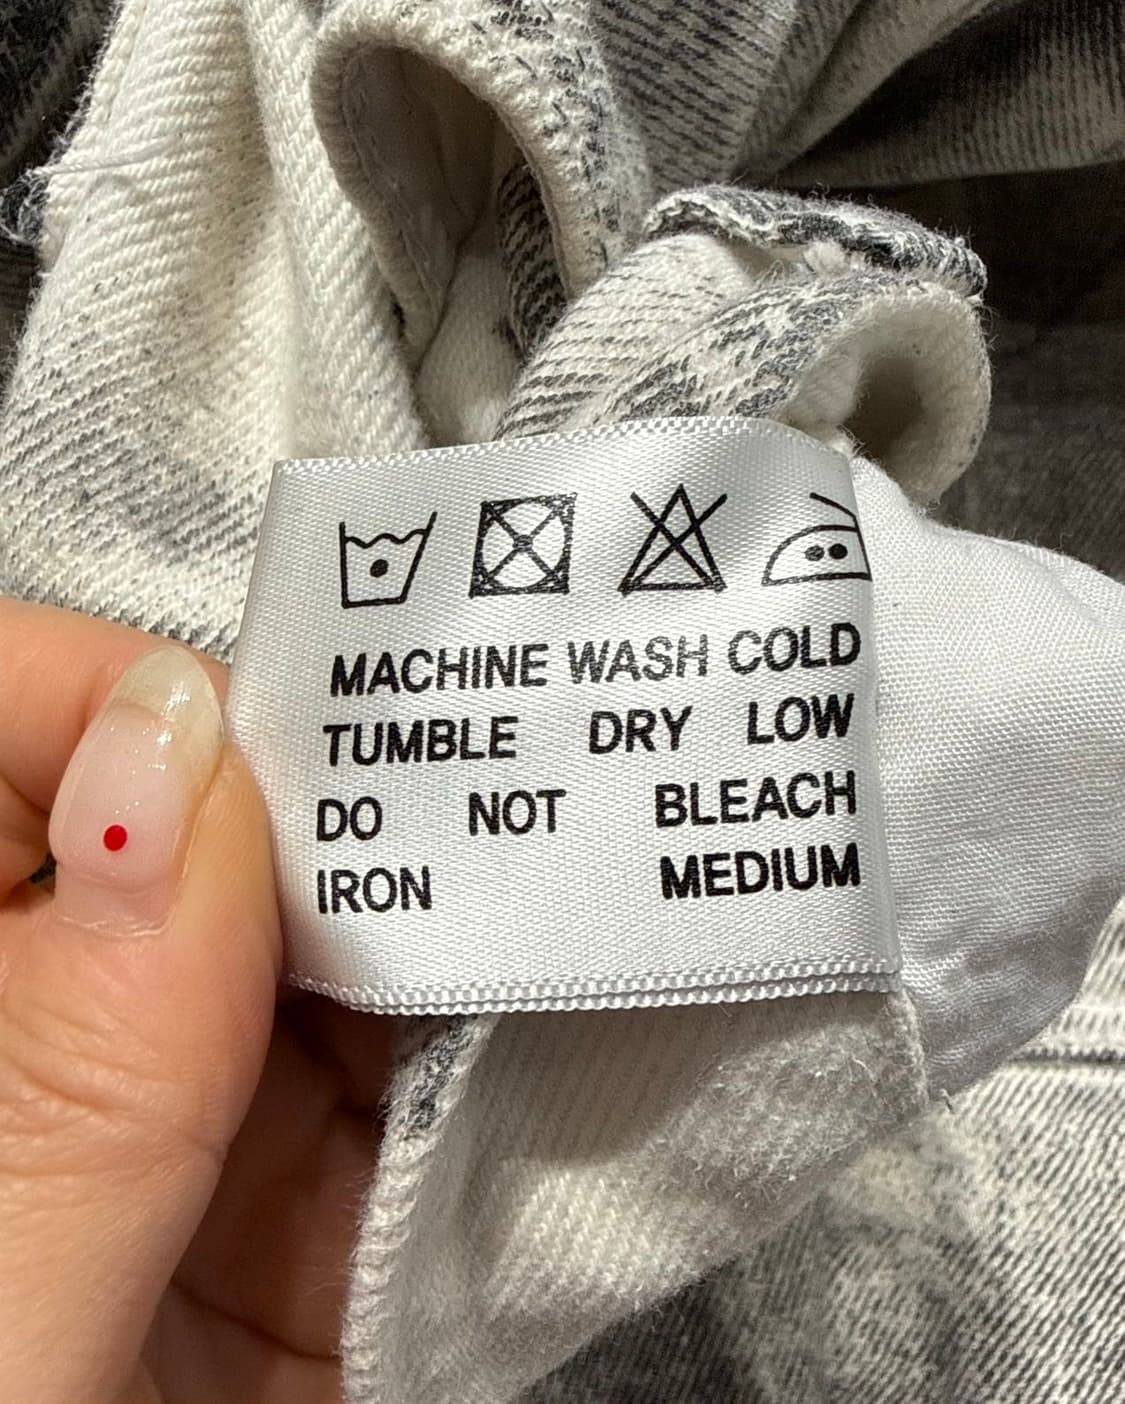 MACHINE WASH COLD
TUMBLE DRY LOW
DO NOT BLEACH
IRON MEDIUM